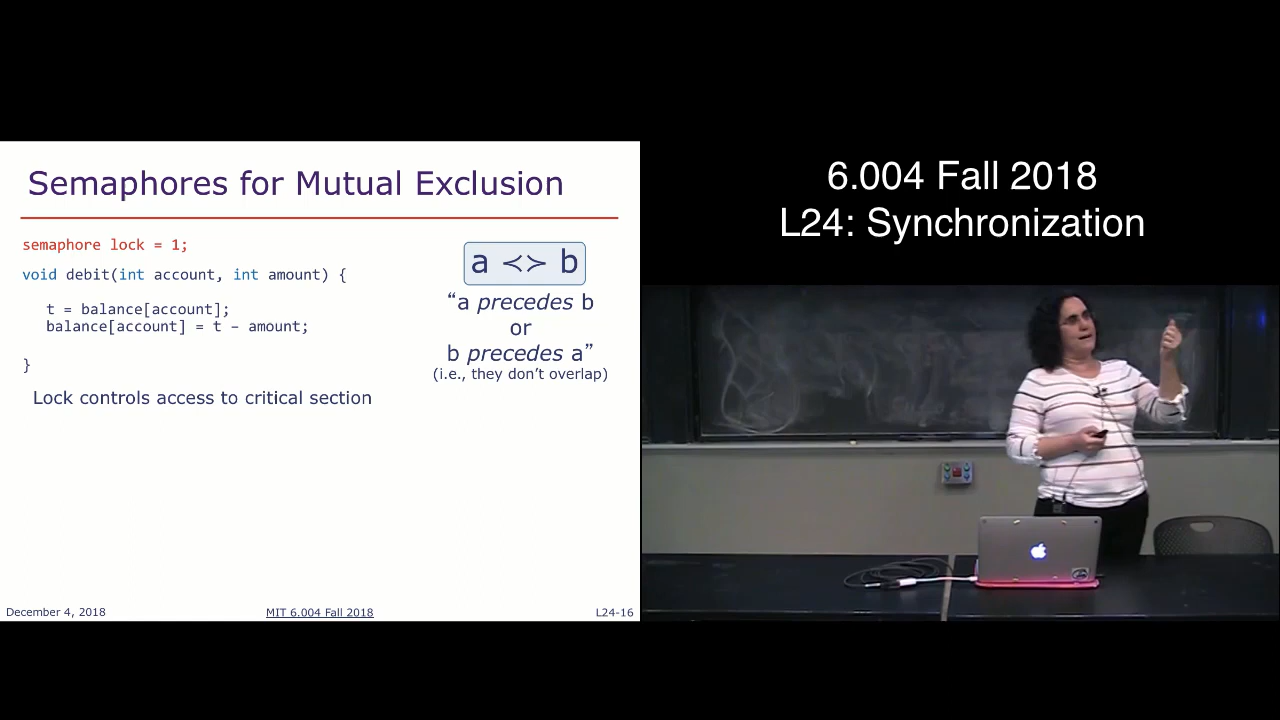 Semaphores for Mutual Exclusion
semaphore lock = 1;
void debit(int account, int amount) {
t = balance[account];
balance[account] = t – amount;
}
Lock controls access to critical section
a ≺≻ b
“a precedes b
or
b precedes a”
(i.e., they don’t overlap)
December 4, 2018
MIT 6.004 Fall 2018
L24-16
6.004 Fall 2018
L24: Synchronization